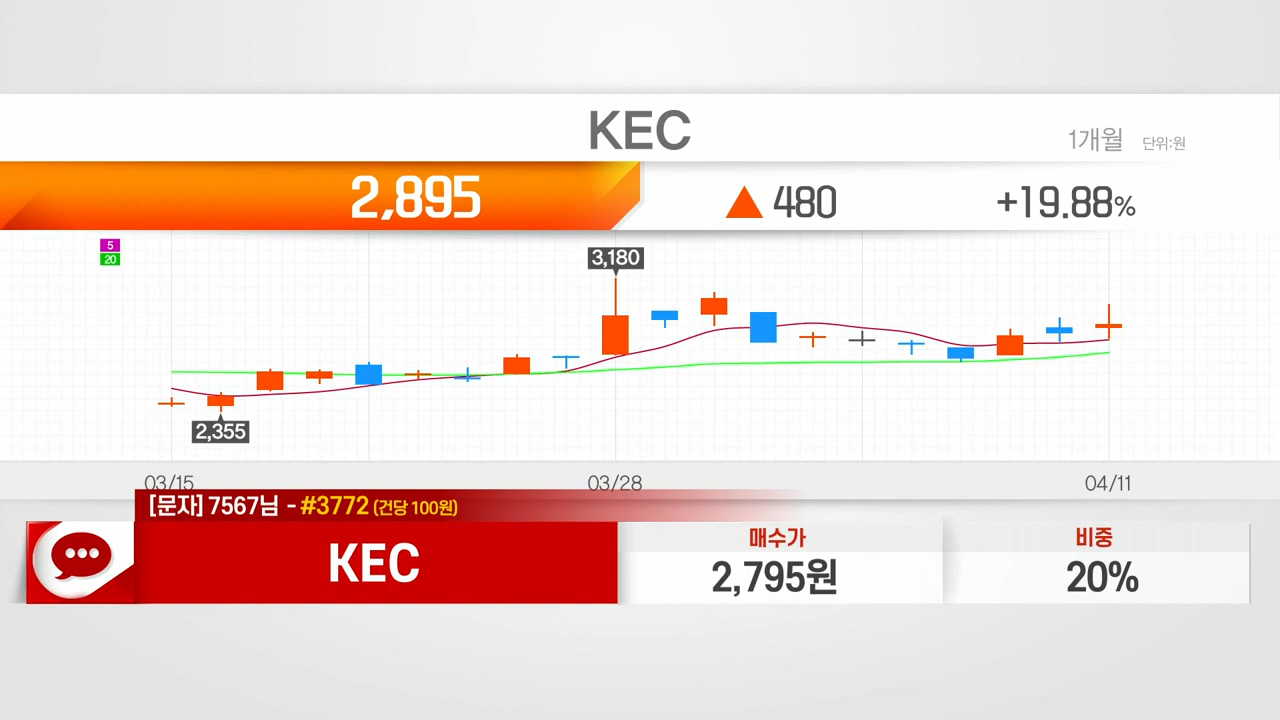 KEC
1개월 단위:원
2,895 ▲ 480 +19.88%
5
20
3,180
2,355
03/15 03/28 04/11
[문자] 7567님 - #3772 (건당 100원)
KEC
매수가
2,795원
비중
20%